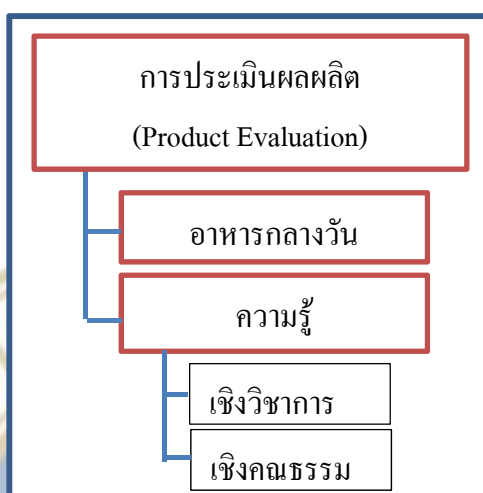 การประเมินผลผลิต
(Product Evaluation)
อาหารกลางวัน
ความรู้
เชิงวิชาการ
เชิงคณธรรม